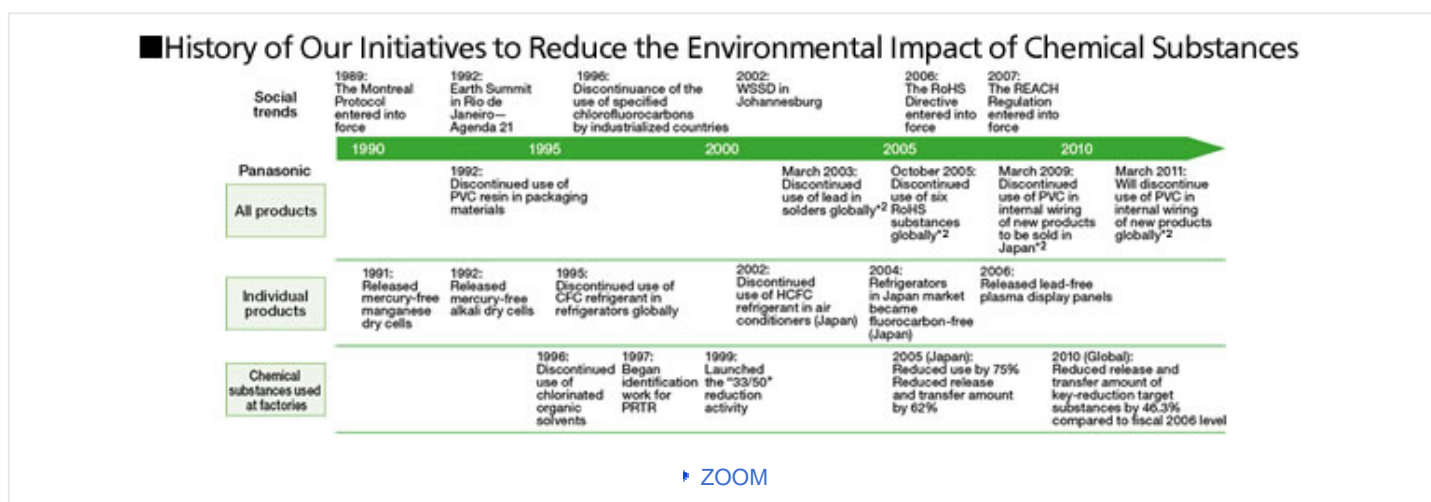 ■History of Our Initiatives to Reduce the Environmental Impact of Chemical Substances
Social
trends
1989:
The Montreal
Protocol
entered into
force
1992:
Earth Summit
in Rio de
Janeiro—
Agenda 21
1996:
Discontinuance of the
use of specified
chlorofluorocarbons
by industrialized countries
2002:
WSSD in
Johannesburg
2006:
The RoHS
Directive
entered into
force
2007:
The REACH
Regulation
entered into
force
1990 1995 2000 2005 2010
Panasonic
All products
1992:
Discontinued use of
PVC resin in packaging
materials
March 2003:
Discontinued
use of lead in
solders globally*2
October 2005:
Discontinued
use of six
RoHS
substances
globally*2
March 2009:
Discontinued
use of PVC in
internal wiring
of new products
to be sold in
Japan*2
March 2011:
Will discontinue
use of PVC in
internal wiring
of new products
globally*2
Individual
products
1991:
Released
mercury-free
manganese
dry cells
1992:
Released
mercury-free
alkali dry cells
1995:
Discontinued use of
CFC refrigerant in
refrigerators globally
2002:
Discontinued
use of HCFC
refrigerant in air
conditioners (Japan)
2004:
Refrigerators
in Japan market
became
fluorocarbon-free
(Japan)
2006:
Released lead-free
plasma display panels
Chemical
substances used
at factories
1996:
Discontinued
use of
chlorinated
organic
solvents
1997:
Began
identification
work for
PRTR
1999:
Launched
the "33/50"
reduction
activity
2005 (Japan):
Reduced use by 75%
Reduced release
and transfer amount
by 62%
2010 (Global):
Reduced release and
transfer amount of
key-reduction target
substances by 46.3%
compared to fiscal 2006 level
ZOOM